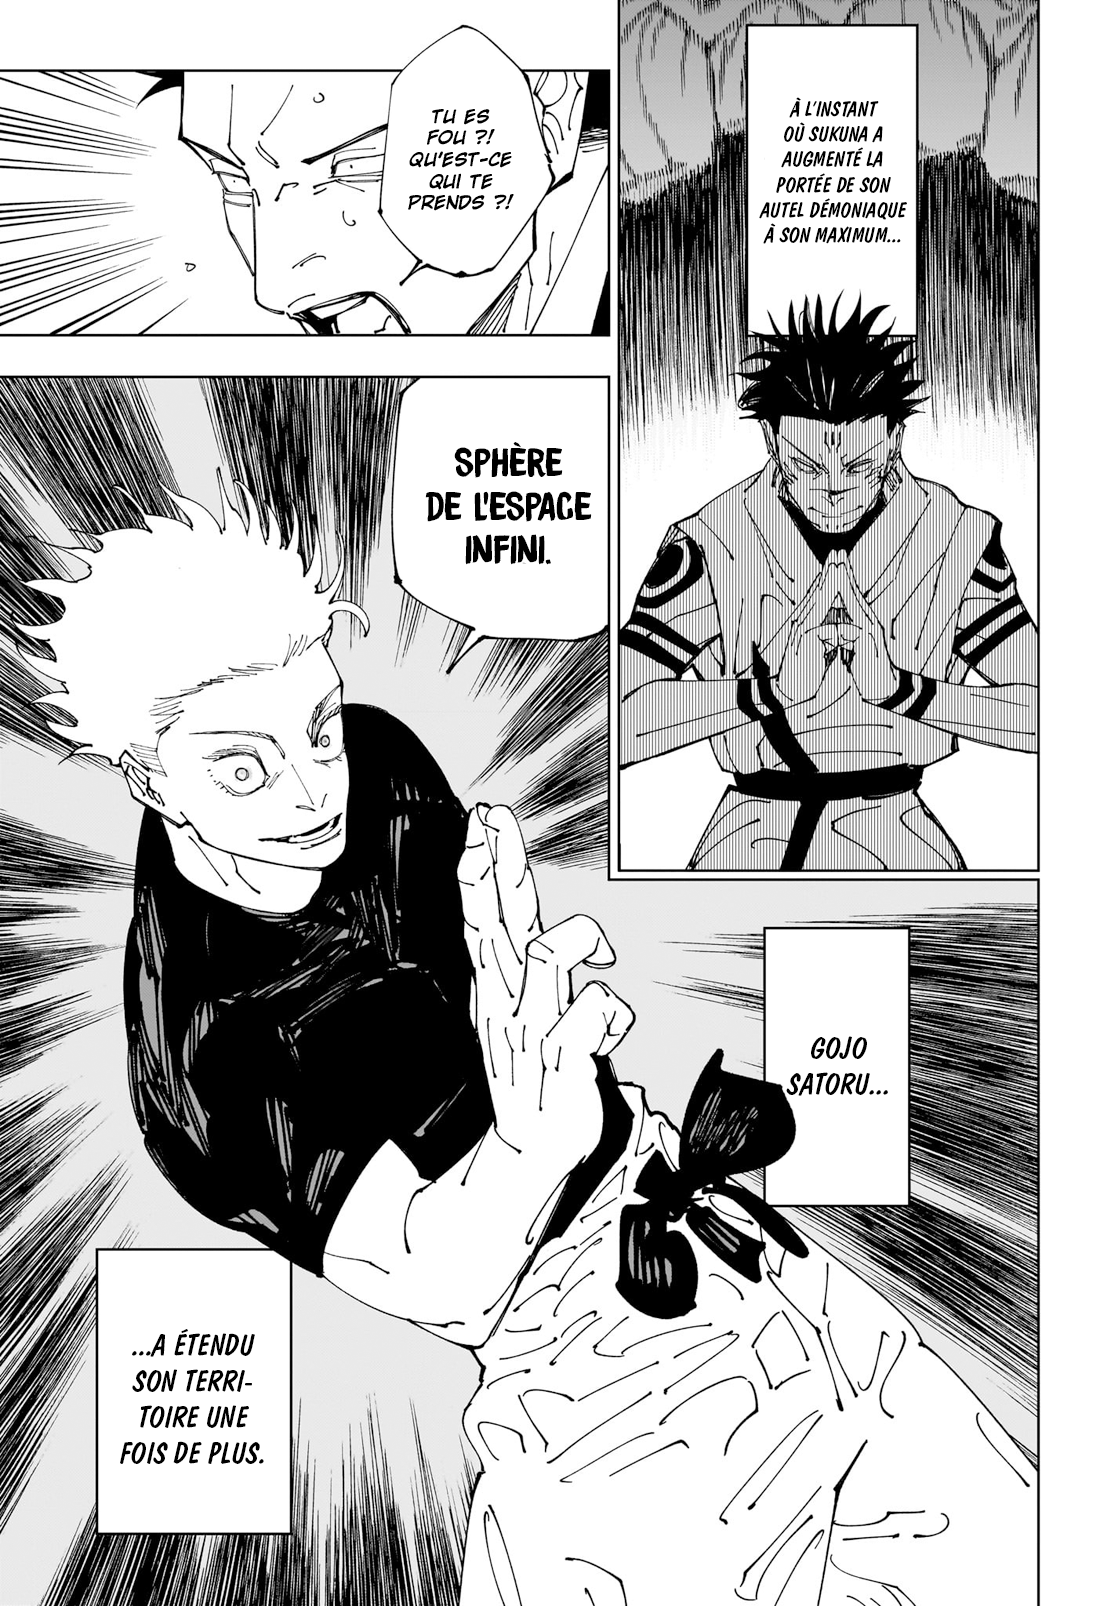 À L'INSTANT
OÙ SUKUNA A
AUGMENTÉ LA
PORTÉE DE SON
AUTEL DÉMONIAQUE
À SON MAXIMUM...
TU ES
FOU ?!
QU'EST-CE
QUI TE
PRENDS ?!
SPHÈRE
DE L'ESPACE
INFINI.
GOJO
SATORU...
...A ÉTENDU
SON TERRI-
TOIRE UNE
FOIS DE PLUS.